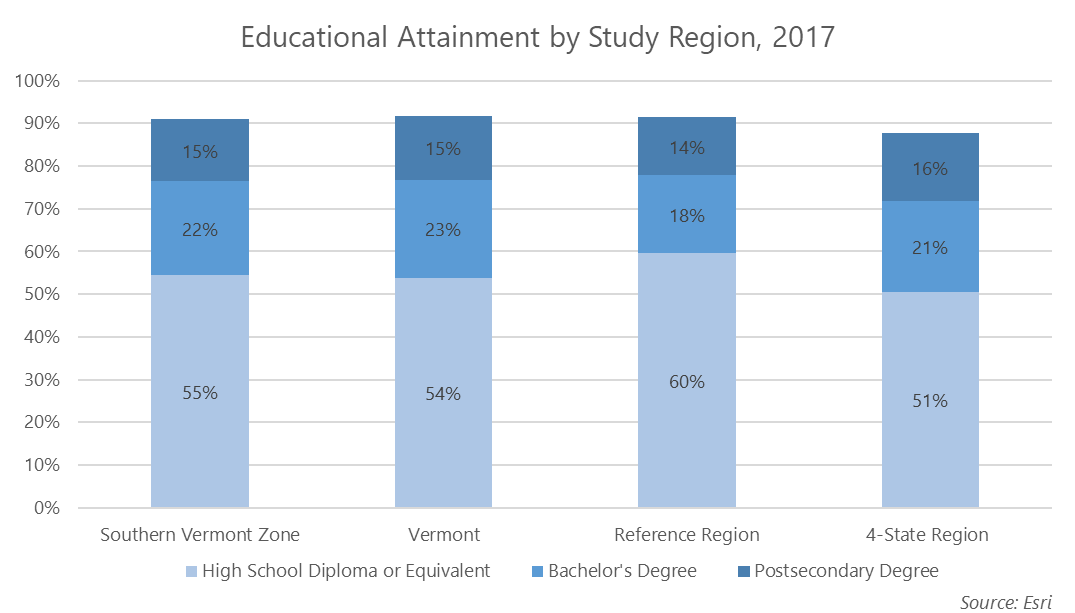 Educational Attainment by Study Region, 2017
100%
90%
80%
70%
60%
50%
40%
30%
20%
10%
0%
15% 15% 14% 16%
22% 23% 18% 21%
55% 54% 60% 51%
Southern Vermont Zone Vermont Reference Region 4-State Region
High School Diploma or Equivalent Bachelor's Degree Postsecondary Degree
Source: Esri